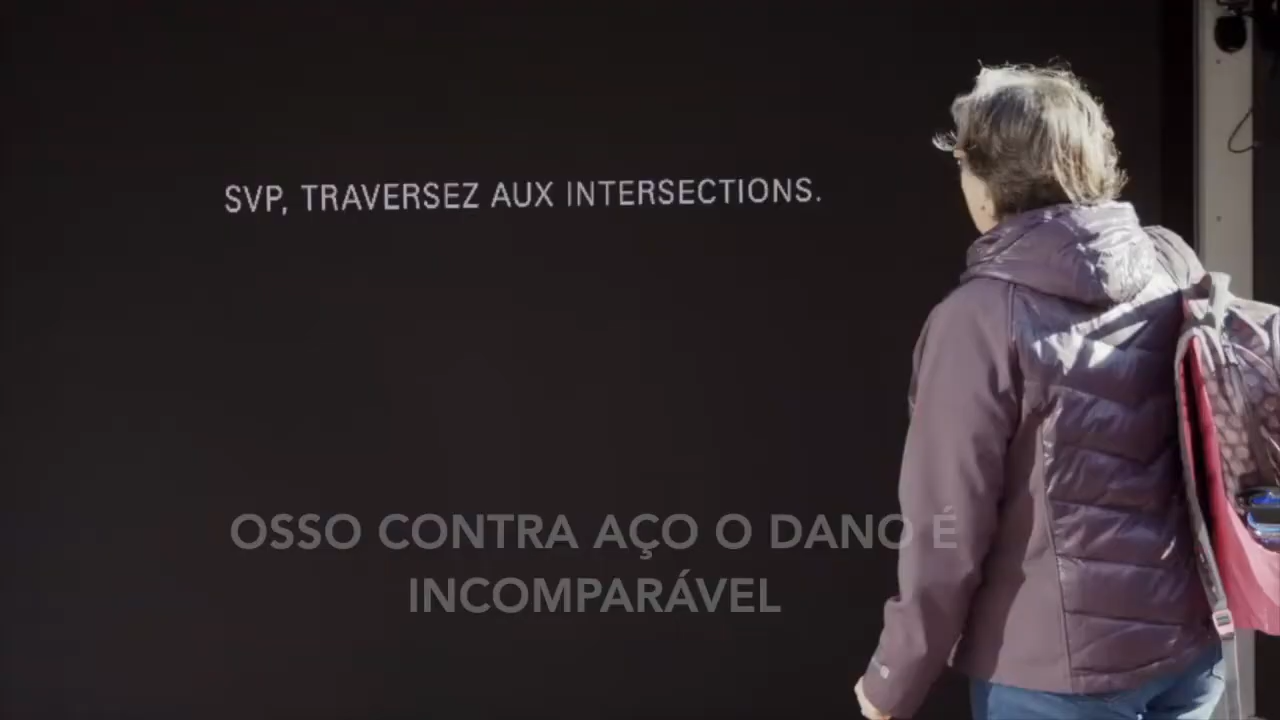 SVP, TRAVERSEZ AUX INTERSECTIONS.
OSSO CONTRA AÇO O DANO É
INCOMPARÁVEL